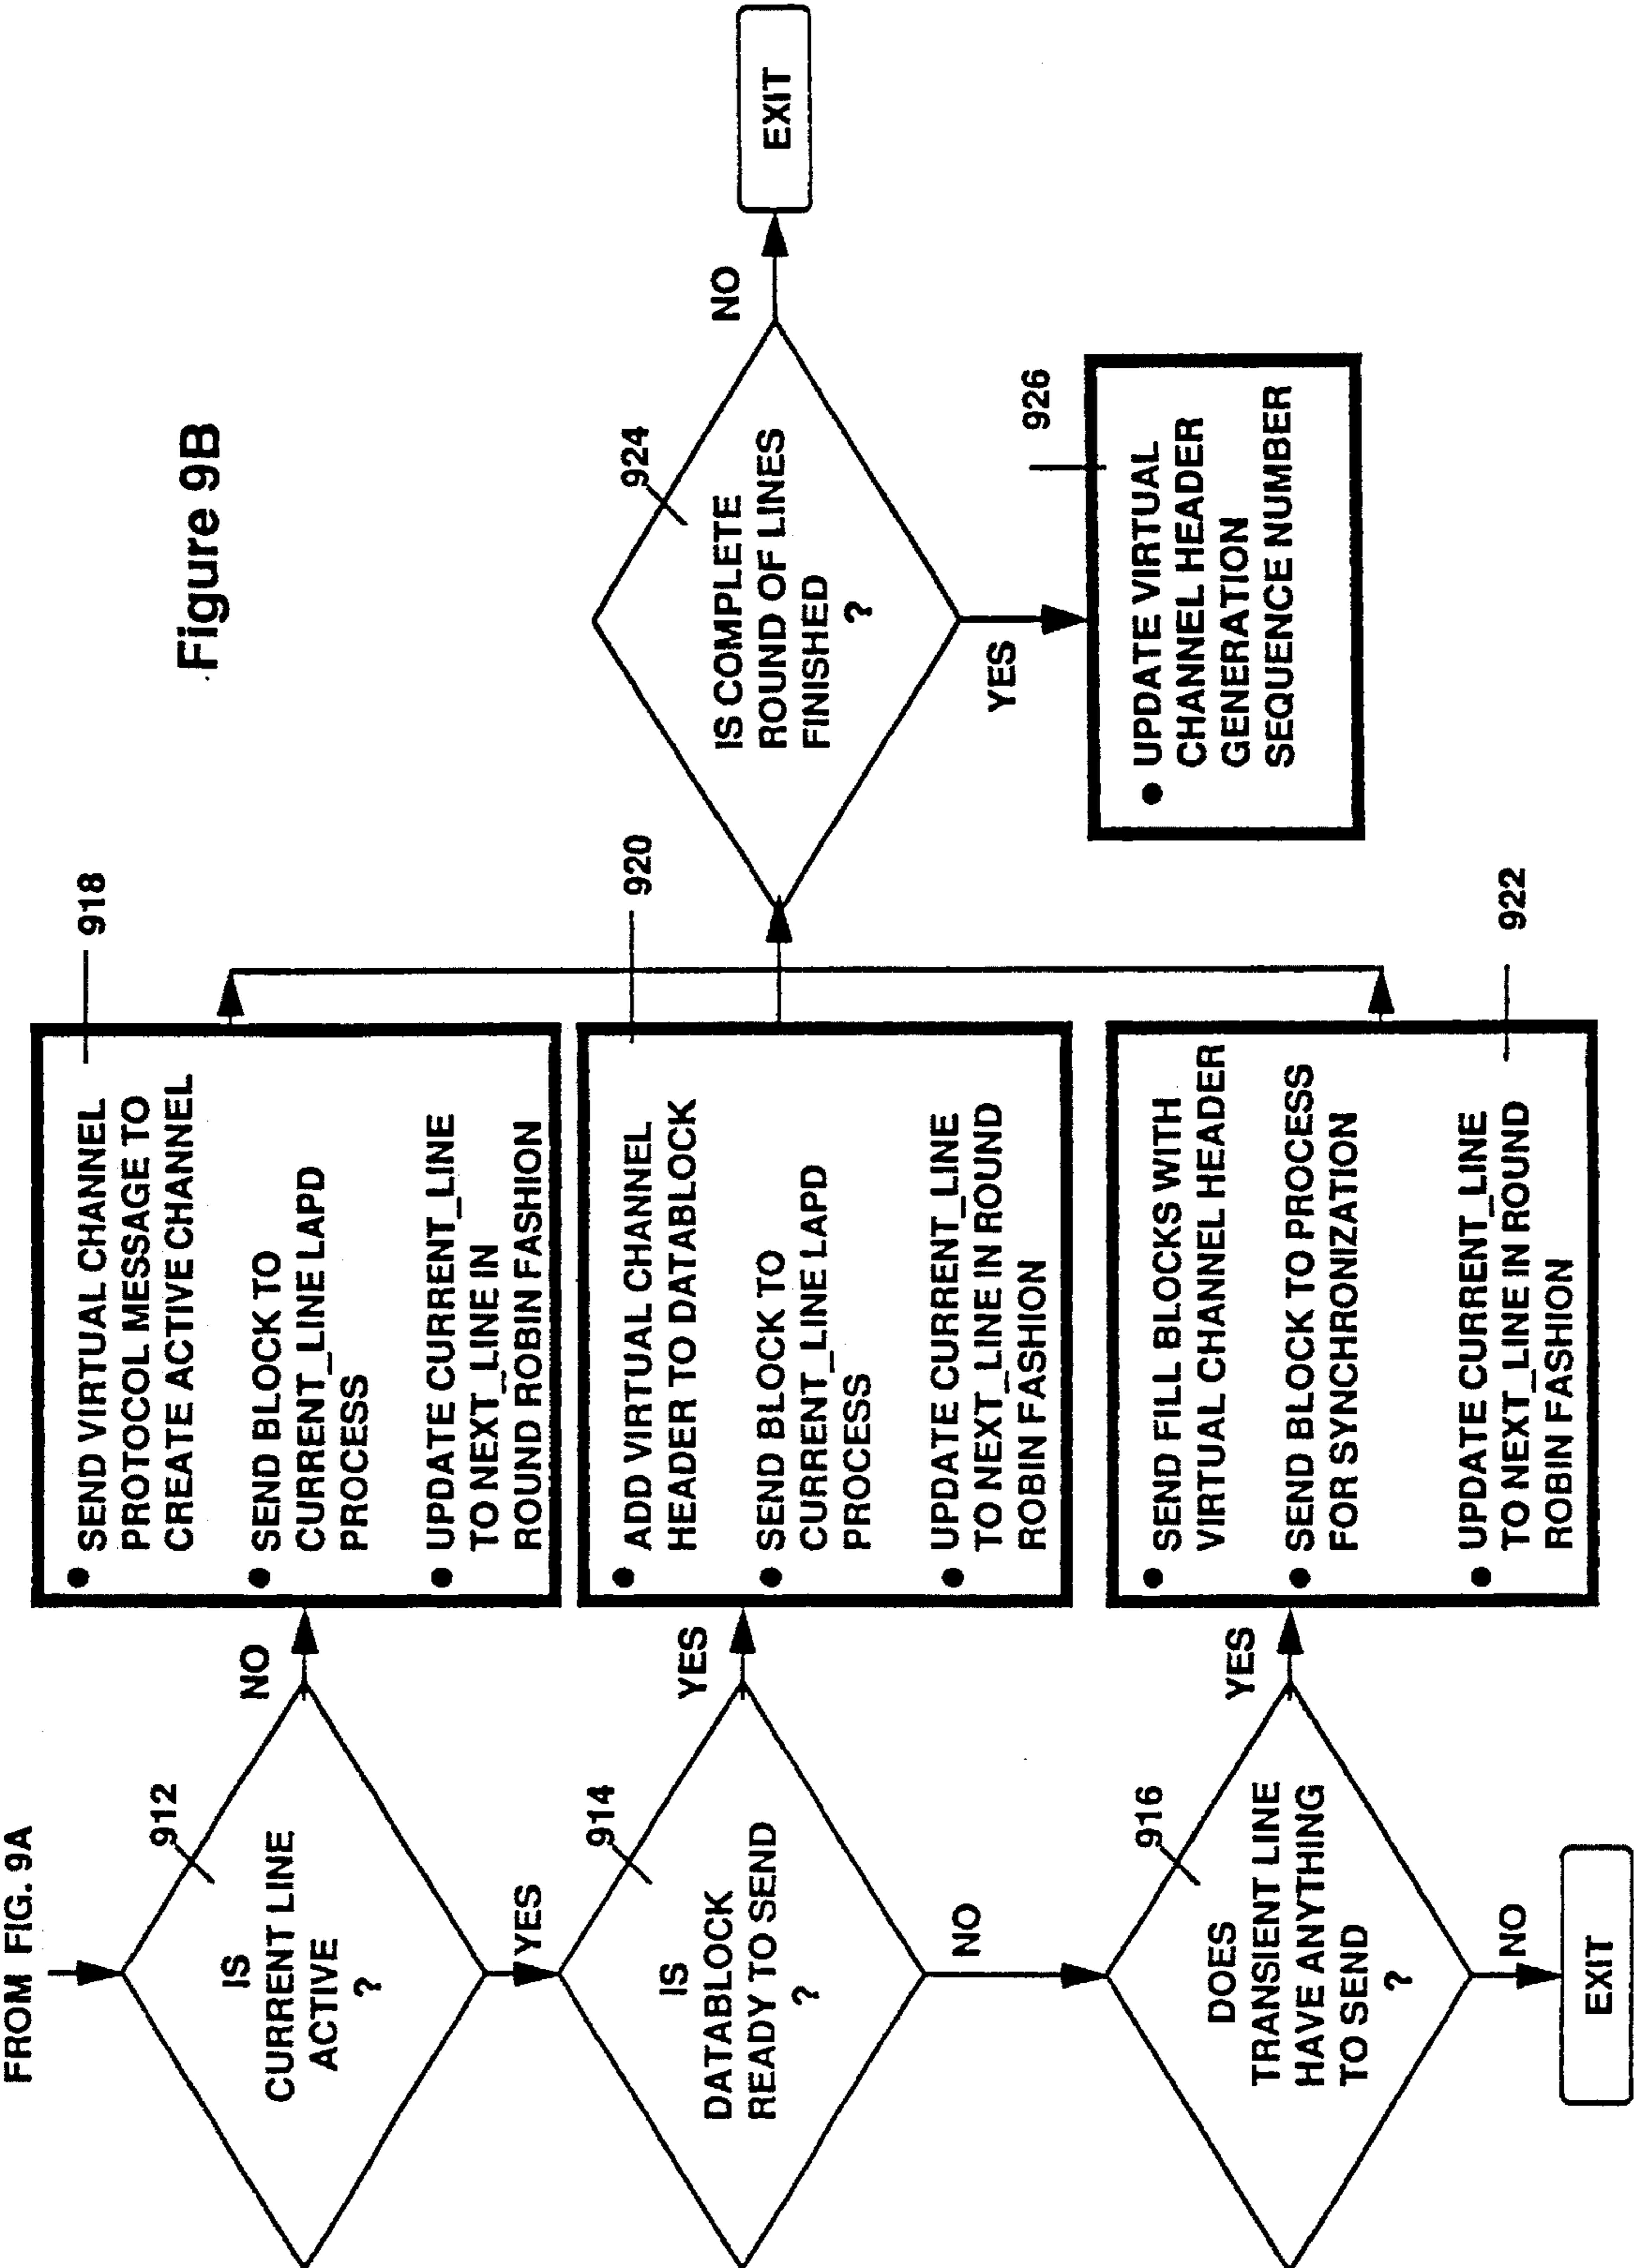 Figure 9B
FROM FIG. 9A
912
IS
CURRENT LINE
ACTIVE
?
NO
YES
918
● SEND VIRTUAL CHANNEL
PROTOCOL MESSAGE TO
CREATE ACTIVE CHANNEL
● SEND BLOCK TO
CURRENT_LINE LAPD
PROCESS
● UPDATE CURRENT_LINE
TO NEXT_LINE IN
ROUND ROBIN FASHION
914
IS
DATABLOCK
READY TO SEND
?
YES
NO
920
● ADD VIRTUAL CHANNEL
HEADER TO DATABLOCK
● SEND BLOCK TO
CURRENT_LINE LAPD
PROCESS
● UPDATE CURRENT_LINE
TO NEXT_LINE IN ROUND
ROBIN FASHION
916
DOES
TRANSIENT LINE
HAVE ANYTHING
TO SEND
?
YES
NO
EXIT
922
● SEND FILL BLOCKS WITH
VIRTUAL CHANNEL HEADER
● SEND BLOCK TO PROCESS
FOR SYNCHRONIZATION
● UPDATE CURRENT_LINE
TO NEXT_LINE IN ROUND
ROBIN FASHION
924
IS COMPLETE
ROUND OF LINES
FINISHED
?
NO
EXIT
YES
926
● UPDATE VIRTUAL
CHANNEL HEADER
GENERATION
SEQUENCE NUMBER